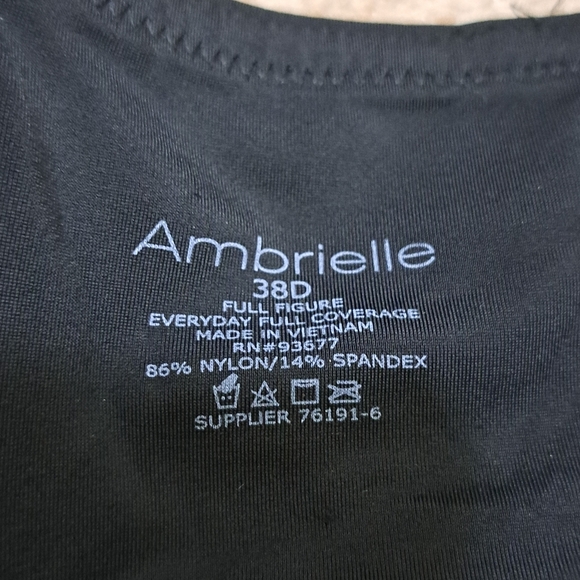 Ambrielle
38D
FULL FIGURE
EVERYDAY FULL COVERAGE
MADE IN VIETNAM
RN#93677
86% NYLON/14% SPANDEX
SUPPLIER 76191-6